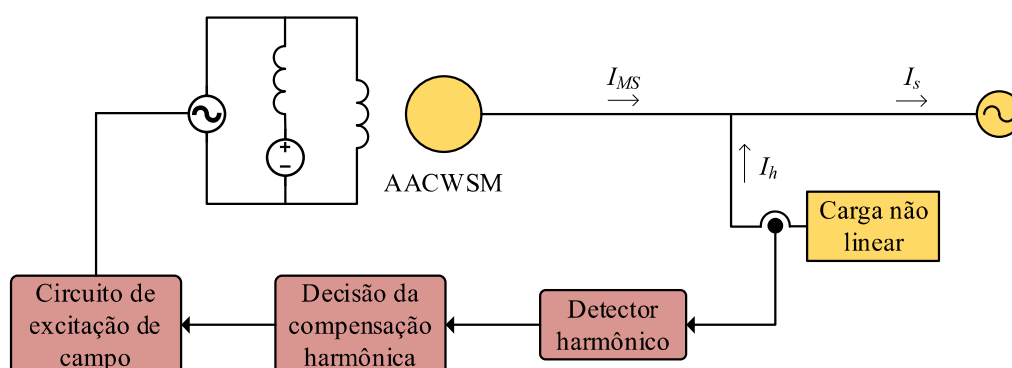 I_MS
I_s
AACWSM
I_h
Carga não
linear
Circuito de
excitação de
campo
Decisão da
compensação
harmônica
Detector
harmônico